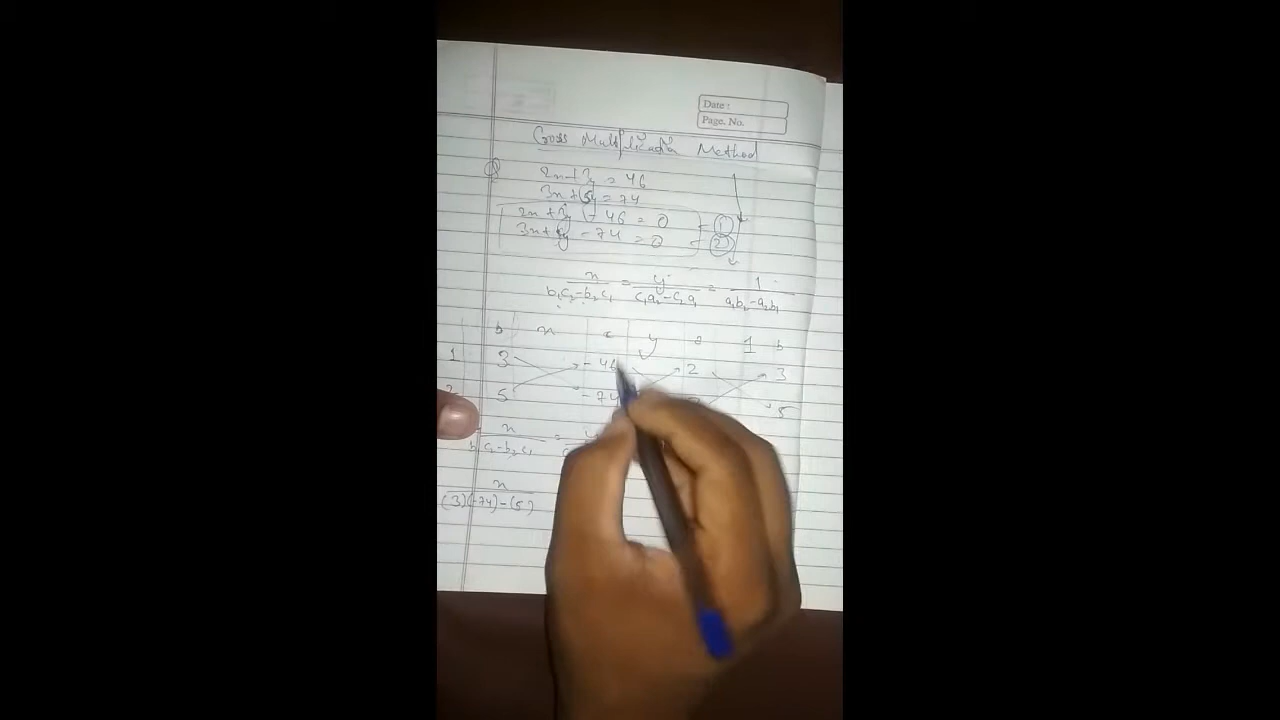 Date :
Page. No.
Cross Multiplication Method
Q 2x+3y = 46
3x+5y = 74
2x+3y - 46 = 0 - 1
3x+5y - 74 = 0 - 2
x/b₁c₂-b₂c₁ = y/c₁a₂-c₂a₁ = 1/a₁b₂-a₂b₁
b x c y a 1 b
1 3 -46 2 3
2 5 -74 5
x/b₁c₂-b₂c₁ =
x/(3)(-74)-(5)